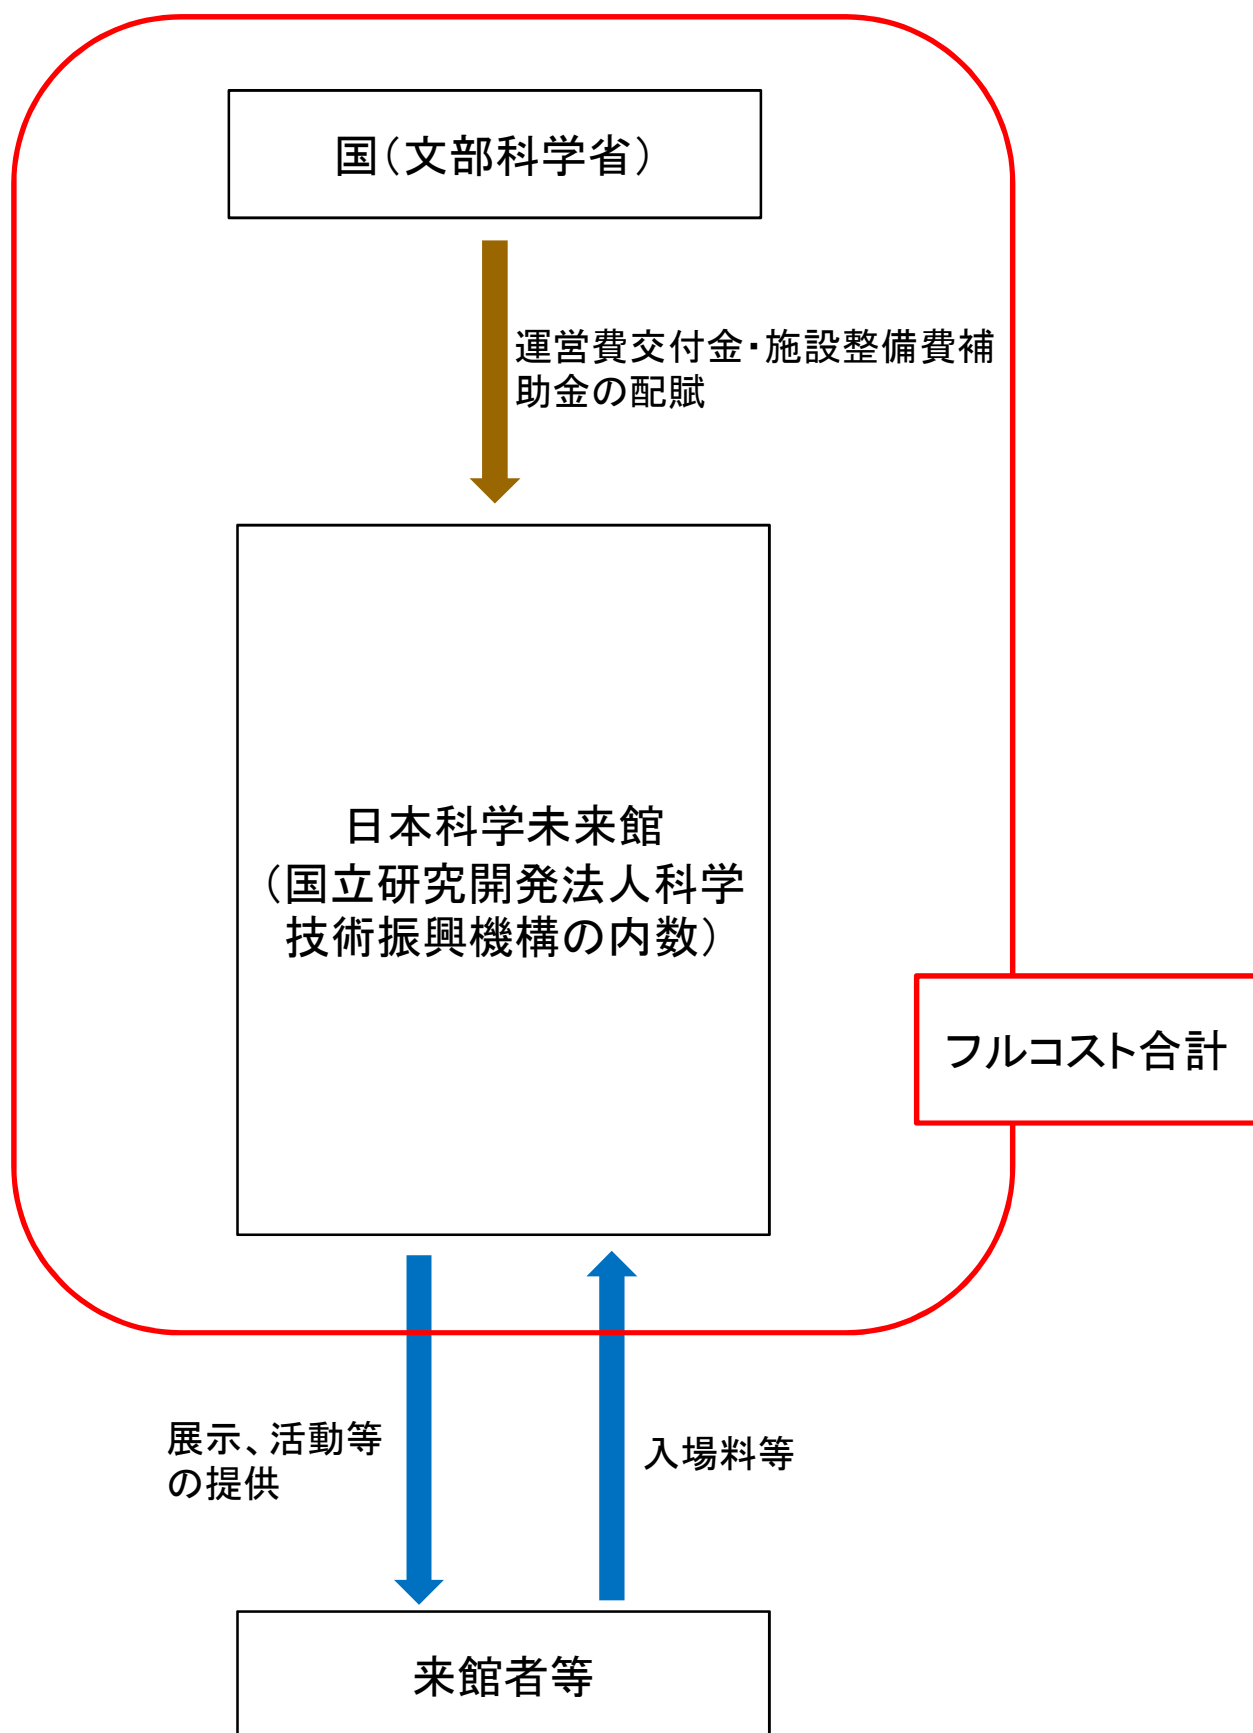 国（文部科学省）
運営費交付金・施設整備費補
助金の配賦
日本科学未来館
（国立研究開発法人科学
技術振興機構の内数）
フルコスト合計
展示、活動等
の提供
入場料等
来館者等